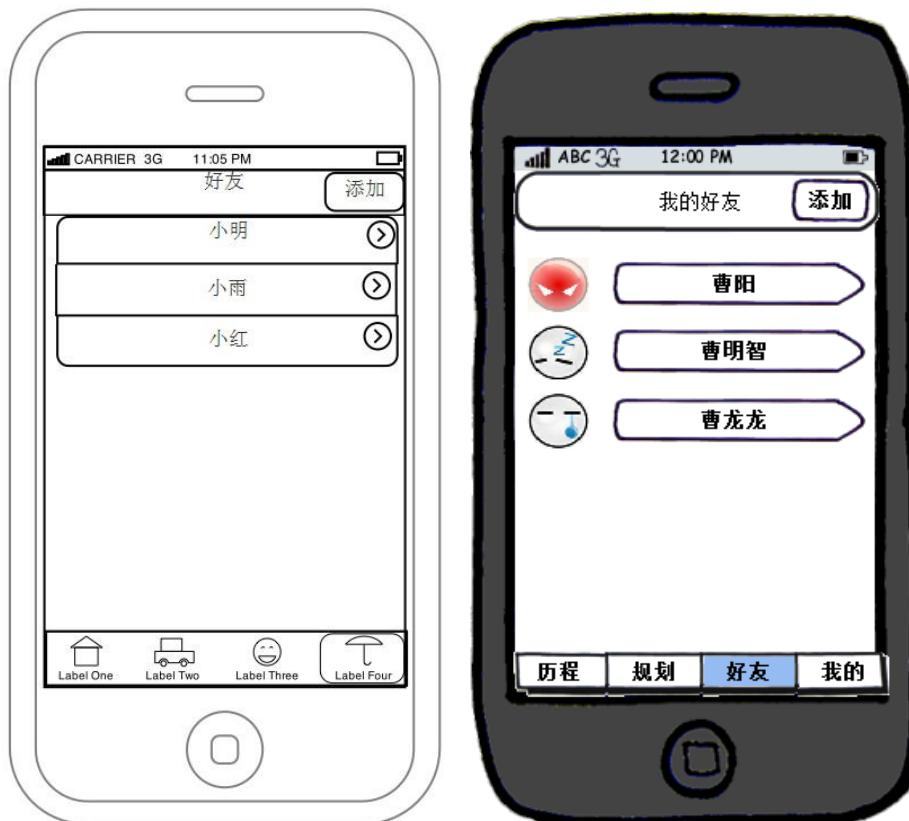 CARRIER 3G 11:05 PM
好友
添加
小明
小雨
小红
Label One Label Two Label Three Label Four
ABC 3G 12:00 PM
我的好友
添加
曹阳
z z
曹明智
曹龙龙
历程 规划 好友 我的